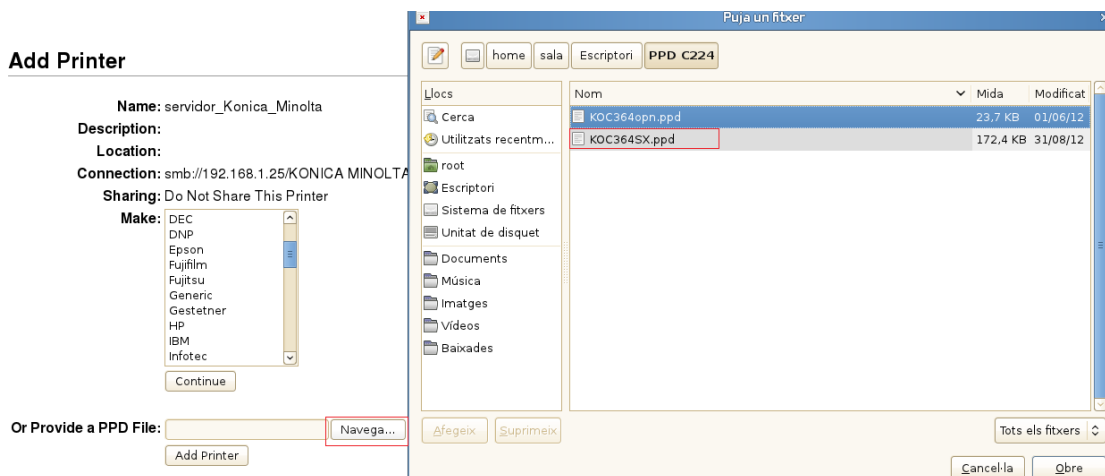 Add Printer
Name: servidor_Konica_Minolta
Description:
Location:
Connection: smb://192.168.1.25/KONICA MINOLTA
Sharing: Do Not Share This Printer
Make:
DEC
DNP
Epson
Fujifilm
Fujitsu
Generic
Gestetner
HP
IBM
Infotec
Continue
Or Provide a PPD File: Navega...
Add Printer
Puja un fitxer
home sala Escriptori PPD C224
Llocs
Cerca
Utilitzats recentm...
root
Escriptori
Sistema de fitxers
Unitat de disquet
Documents
Música
Imatges
Vídeos
Baixades
Nom Mida Modificat
KOC364opn.ppd 23,7 KB 01/06/12
KOC364SX.ppd 172,4 KB 31/08/12
Afegeix Suprimeix
Tots els fitxers
Cancel·la Obre